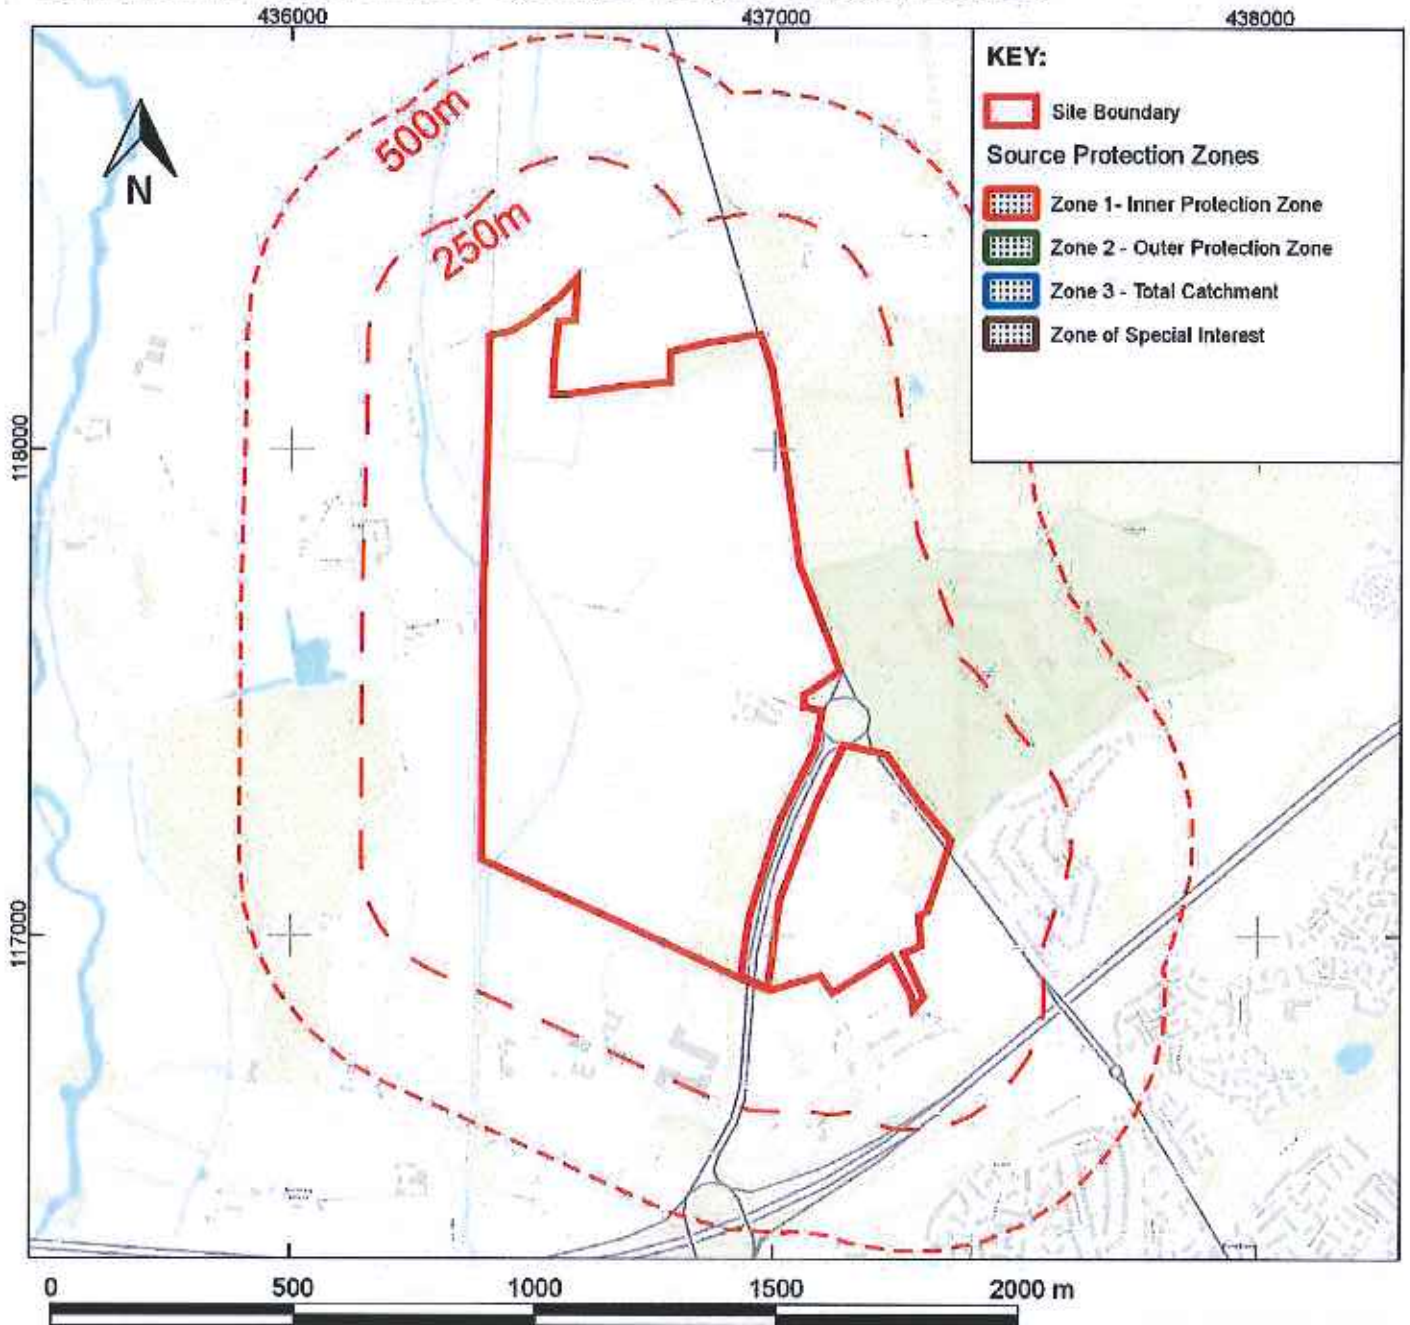 436000
437000
438000
KEY:
Site Boundary
Source Protection Zones
Zone 1- Inner Protection Zone
Zone 2 - Outer Protection Zone
Zone 3 - Total Catchment
Zone of Special Interest
500m
250m
N
118000
117000
0 500 1000 1500 2000 m